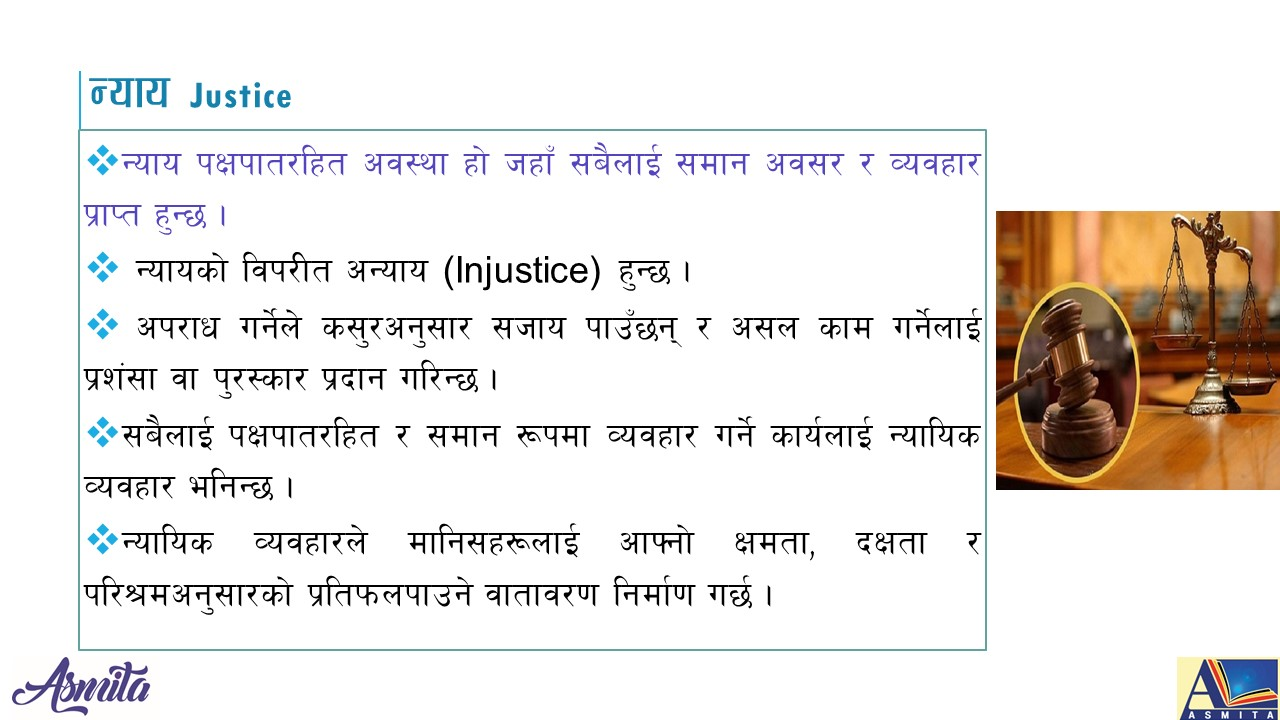 न्याय Justice
❖न्याय पक्षपातरहित अवस्था हो जहाँ सबैलाई समान अवसर र व्यवहार
प्राप्त हुन्छ ।
❖ न्यायको विपरीत अन्याय (Injustice) हुन्छ ।
❖ अपराध गर्नेले कसुरअनुसार सजाय पाउँछन् र असल काम गर्नेलाई
प्रशंसा वा पुरस्कार प्रदान गरिन्छ ।
❖सबैलाई पक्षपातरहित र समान रूपमा व्यवहार गर्ने कार्यलाई न्यायिक
व्यवहार भनिन्छ ।
❖न्यायिक व्यवहारले मानिसहरूलाई आफ्नो क्षमता, दक्षता र
परिश्रमअनुसारको प्रतिफलपाउने वातावरण निर्माण गर्छ ।
Asmita
ASMITA